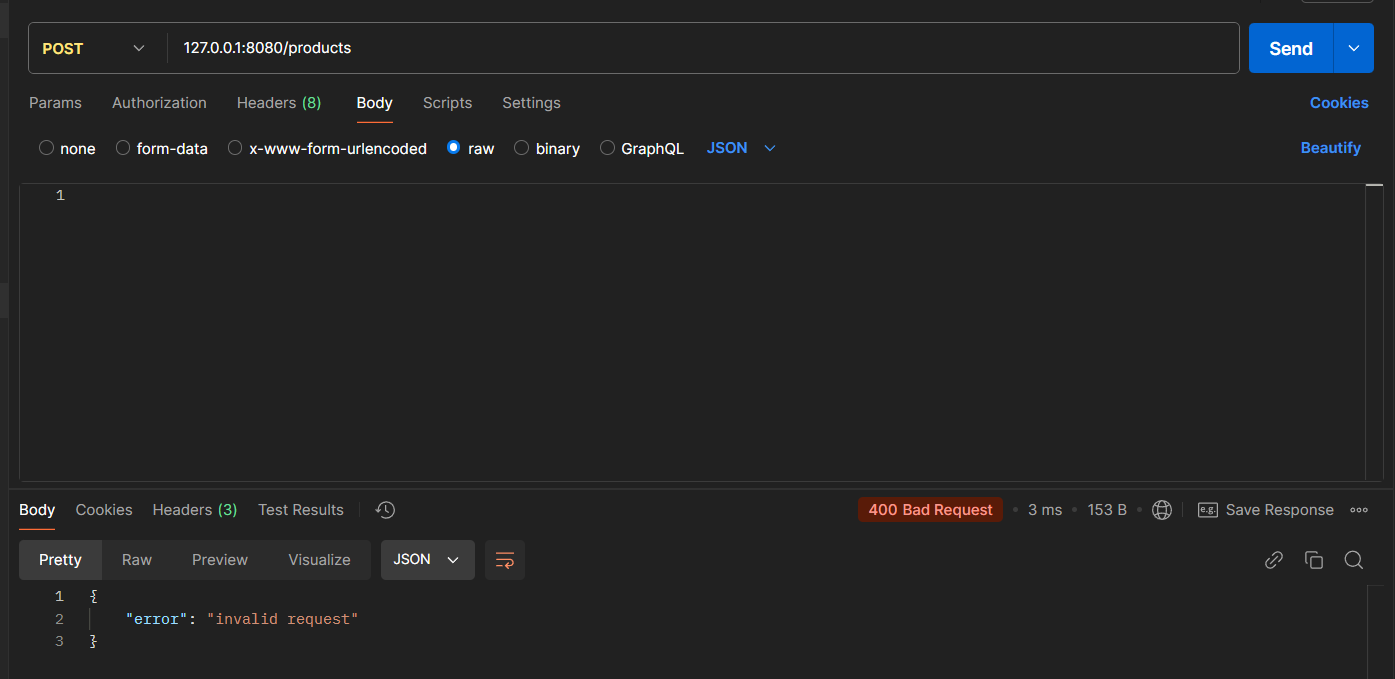 POST 127.0.0.1:8080/products Send
Params Authorization Headers (8) Body Scripts Settings Cookies
none form-data x-www-form-urlencoded raw binary GraphQL JSON Beautify
1
Body Cookies Headers (3) Test Results 400 Bad Request 3 ms 153 B e.g. Save Response
Pretty Raw Preview Visualize JSON
1 {
2 "error": "invalid request"
3 }